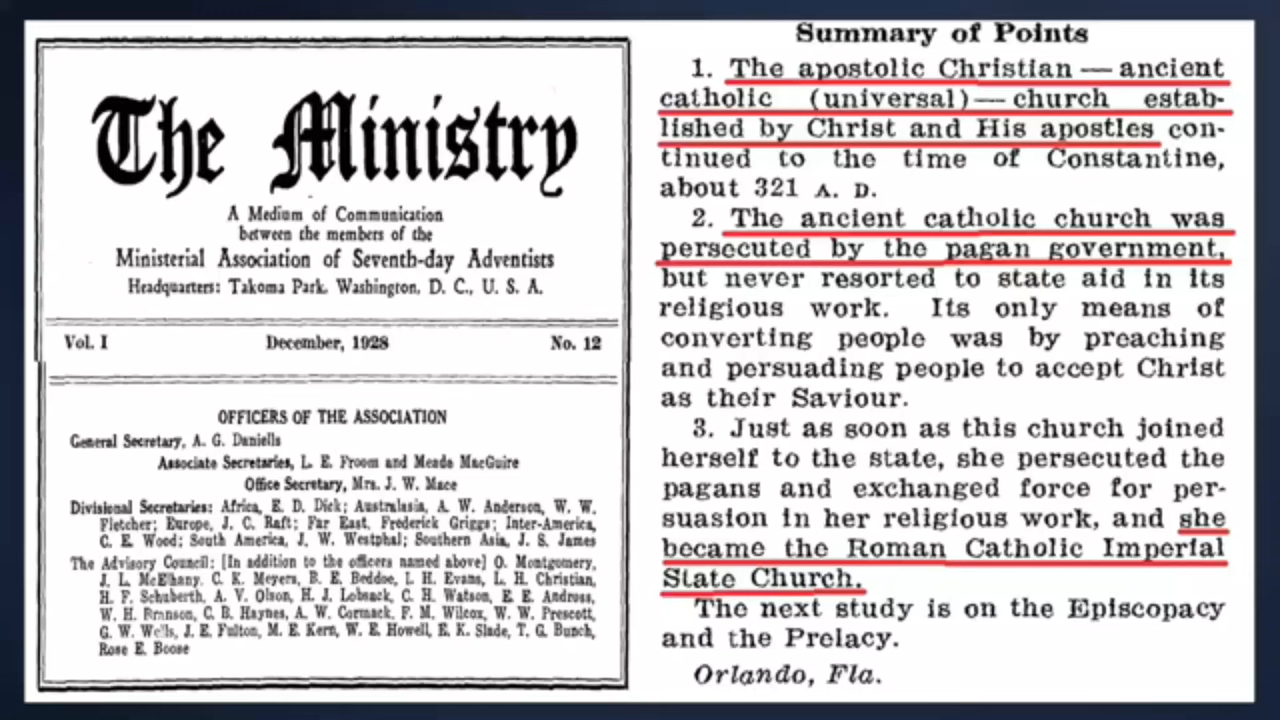 The Ministry
A Medium of Communication
between the members of the
Ministerial Association of Seventh-day Adventists
Headquarters: Takoma Park, Washington, D. C., U. S. A.
Vol. I December, 1928 No. 12
OFFICERS OF THE ASSOCIATION
General Secretary, A. G. Daniells
Associate Secretaries, L. E. Froom and Meade MacGuire
Office Secretary, Mrs. J. W. Mace
Divisional Secretaries: Africa, E. D. Dick; Australasia, A. W. Anderson, W. W.
Fletcher; Europe, J. C. Raft; Far East, Frederick Griggs; Inter-America,
C. E. Wood; South America, J. W. Westphal; Southern Asia, J. S. James
The Advisory Council: [In addition to the officers named above] O. Montgomery,
J. L. McElhany, C. K. Meyers, B. E. Beddoe, I. H. Evans, L. H. Christian,
H. F. Schuberth, A. V. Olson, H. J. Lobsack, C. H. Watson, E. E. Andross,
W. H. Branson, C. B. Haynes, A. W. Cormack, F. M. Wilcox, W. W. Prescott,
G. W. Wells, J. E. Fulton, M. E. Kern, W. E. Howell, E. K. Slade, T. G. Bunch,
Rose E. Boose
Summary of Points
1. The apostolic Christian — ancient
catholic (universal) — church estab-
lished by Christ and His apostles con-
tinued to the time of Constantine,
about 321 A. D.
2. The ancient catholic church was
persecuted by the pagan government,
but never resorted to state aid in its
religious work. Its only means of
converting people was by preaching
and persuading people to accept Christ
as their Saviour.
3. Just as soon as this church joined
herself to the state, she persecuted the
pagans and exchanged force for per-
suasion in her religious work, and she
became the Roman Catholic Imperial
State Church.
The next study is on the Episcopacy
and the Prelacy.
Orlando, Fla.